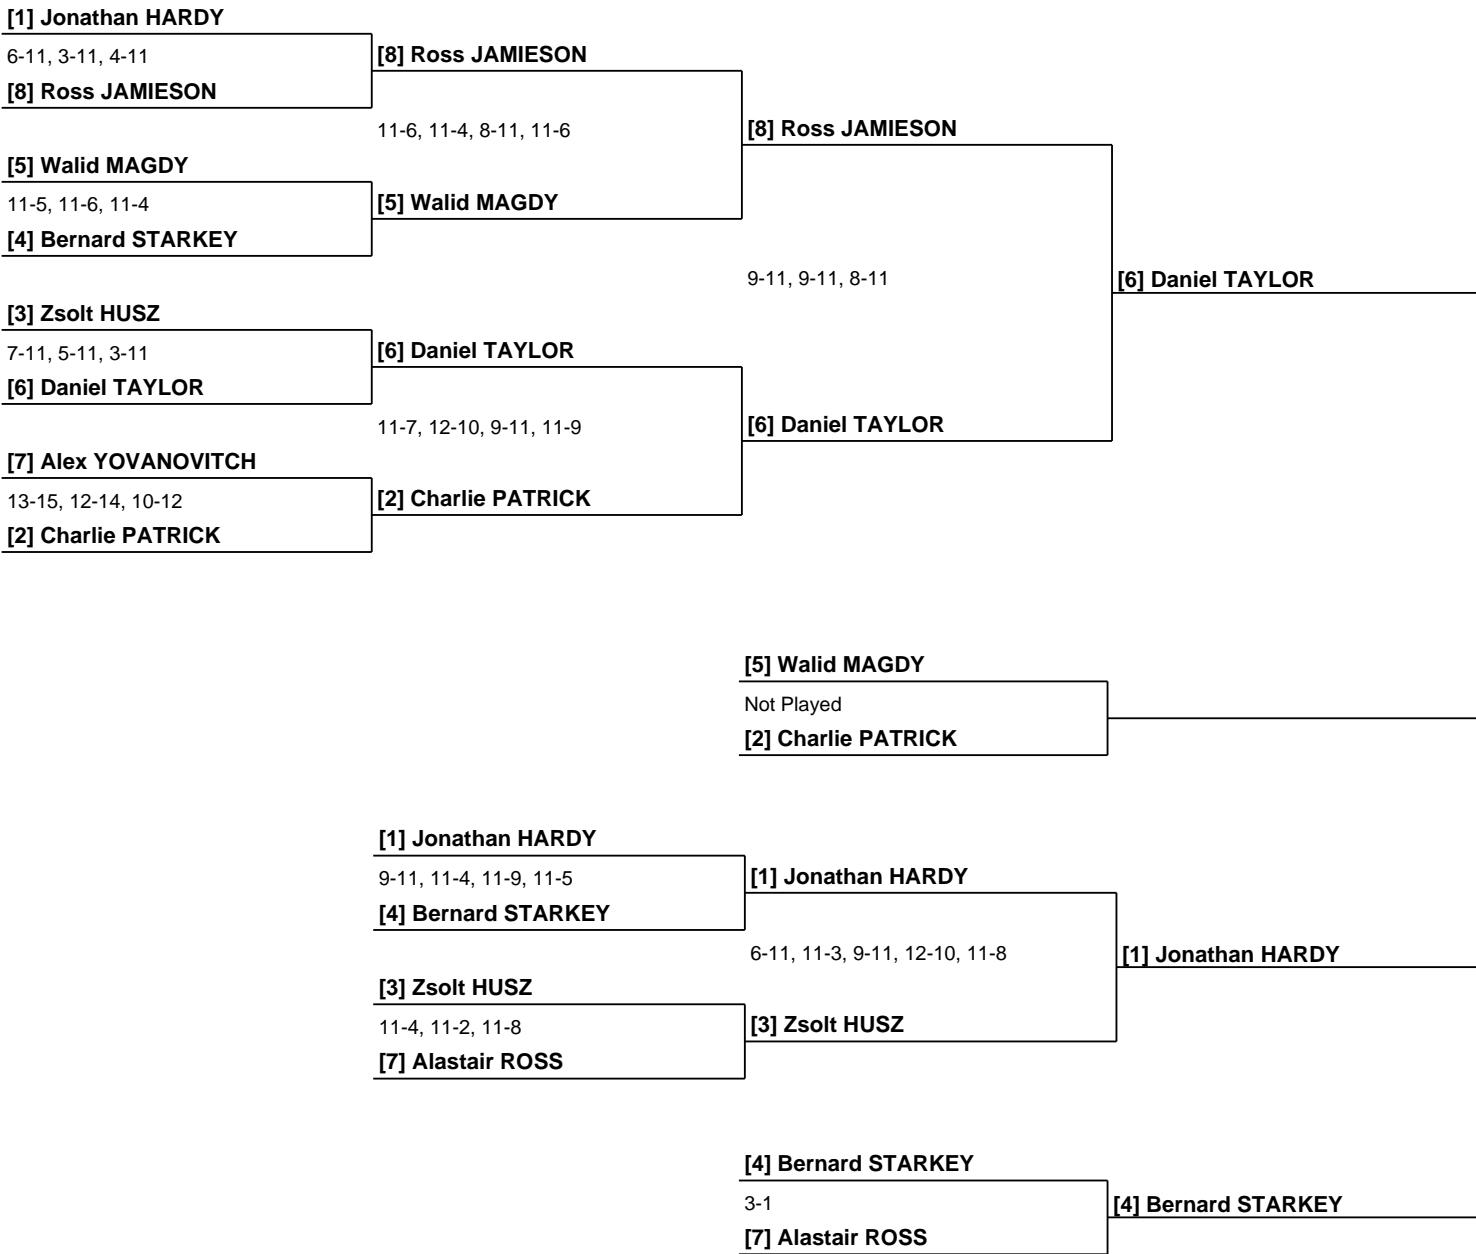 [1] Jonathan HARDY
6-11, 3-11, 4-11
[8] Ross JAMIESON
[8] Ross JAMIESON
11-6, 11-4, 8-11, 11-6
[8] Ross JAMIESON
[5] Walid MAGDY
11-5, 11-6, 11-4
[5] Walid MAGDY
[4] Bernard STARKEY
9-11, 9-11, 8-11
[6] Daniel TAYLOR
[3] Zsolt HUSZ
7-11, 5-11, 3-11
[6] Daniel TAYLOR
[6] Daniel TAYLOR
11-7, 12-10, 9-11, 11-9
[6] Daniel TAYLOR
[7] Alex YOVANOVITCH
13-15, 12-14, 10-12
[2] Charlie PATRICK
[2] Charlie PATRICK
[5] Walid MAGDY
Not Played
[2] Charlie PATRICK
[1] Jonathan HARDY
9-11, 11-4, 11-9, 11-5
[1] Jonathan HARDY
[4] Bernard STARKEY
6-11, 11-3, 9-11, 12-10, 11-8
[1] Jonathan HARDY
[3] Zsolt HUSZ
11-4, 11-2, 11-8
[3] Zsolt HUSZ
[7] Alastair ROSS
[4] Bernard STARKEY
3-1
[4] Bernard STARKEY
[7] Alastair ROSS